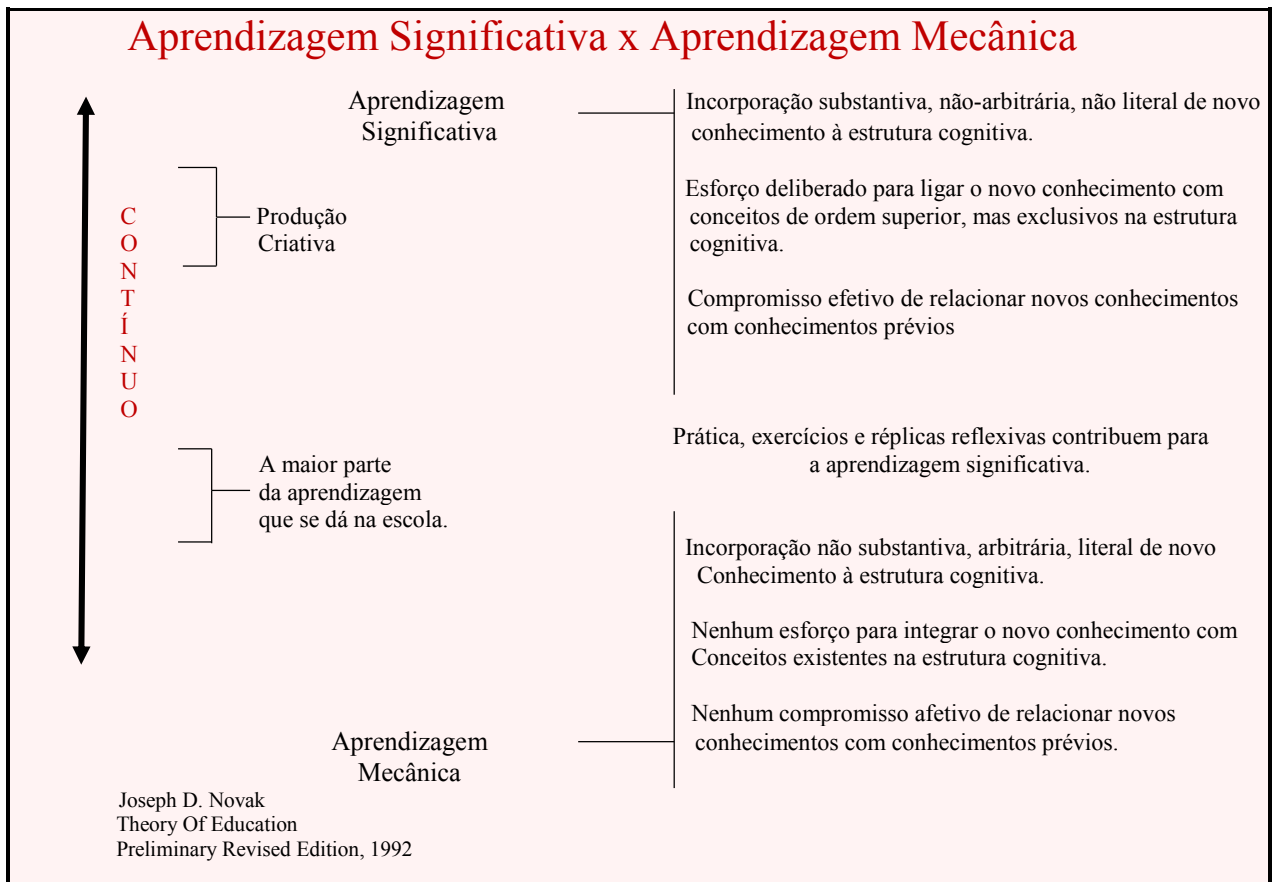 Aprendizagem Significativa x Aprendizagem Mecânica
Aprendizagem
Significativa
Incorporação substantiva, não-arbitrária, não literal de novo
conhecimento à estrutura cognitiva.
Esforço deliberado para ligar o novo conhecimento com
conceitos de ordem superior, mas exclusivos na estrutura
cognitiva.
Compromisso efetivo de relacionar novos conhecimentos
com conhecimentos prévios
C
O
N
T
Í
N
U
O
Produção
Criativa
A maior parte
da aprendizagem
que se dá na escola.
Prática, exercícios e réplicas reflexivas contribuem para
a aprendizagem significativa.
Incorporação não substantiva, arbitrária, literal de novo
Conhecimento à estrutura cognitiva.
Nenhum esforço para integrar o novo conhecimento com
Conceitos existentes na estrutura cognitiva.
Nenhum compromisso afetivo de relacionar novos
conhecimentos com conhecimentos prévios.
Aprendizagem
Mecânica
Joseph D. Novak
Theory Of Education
Preliminary Revised Edition, 1992